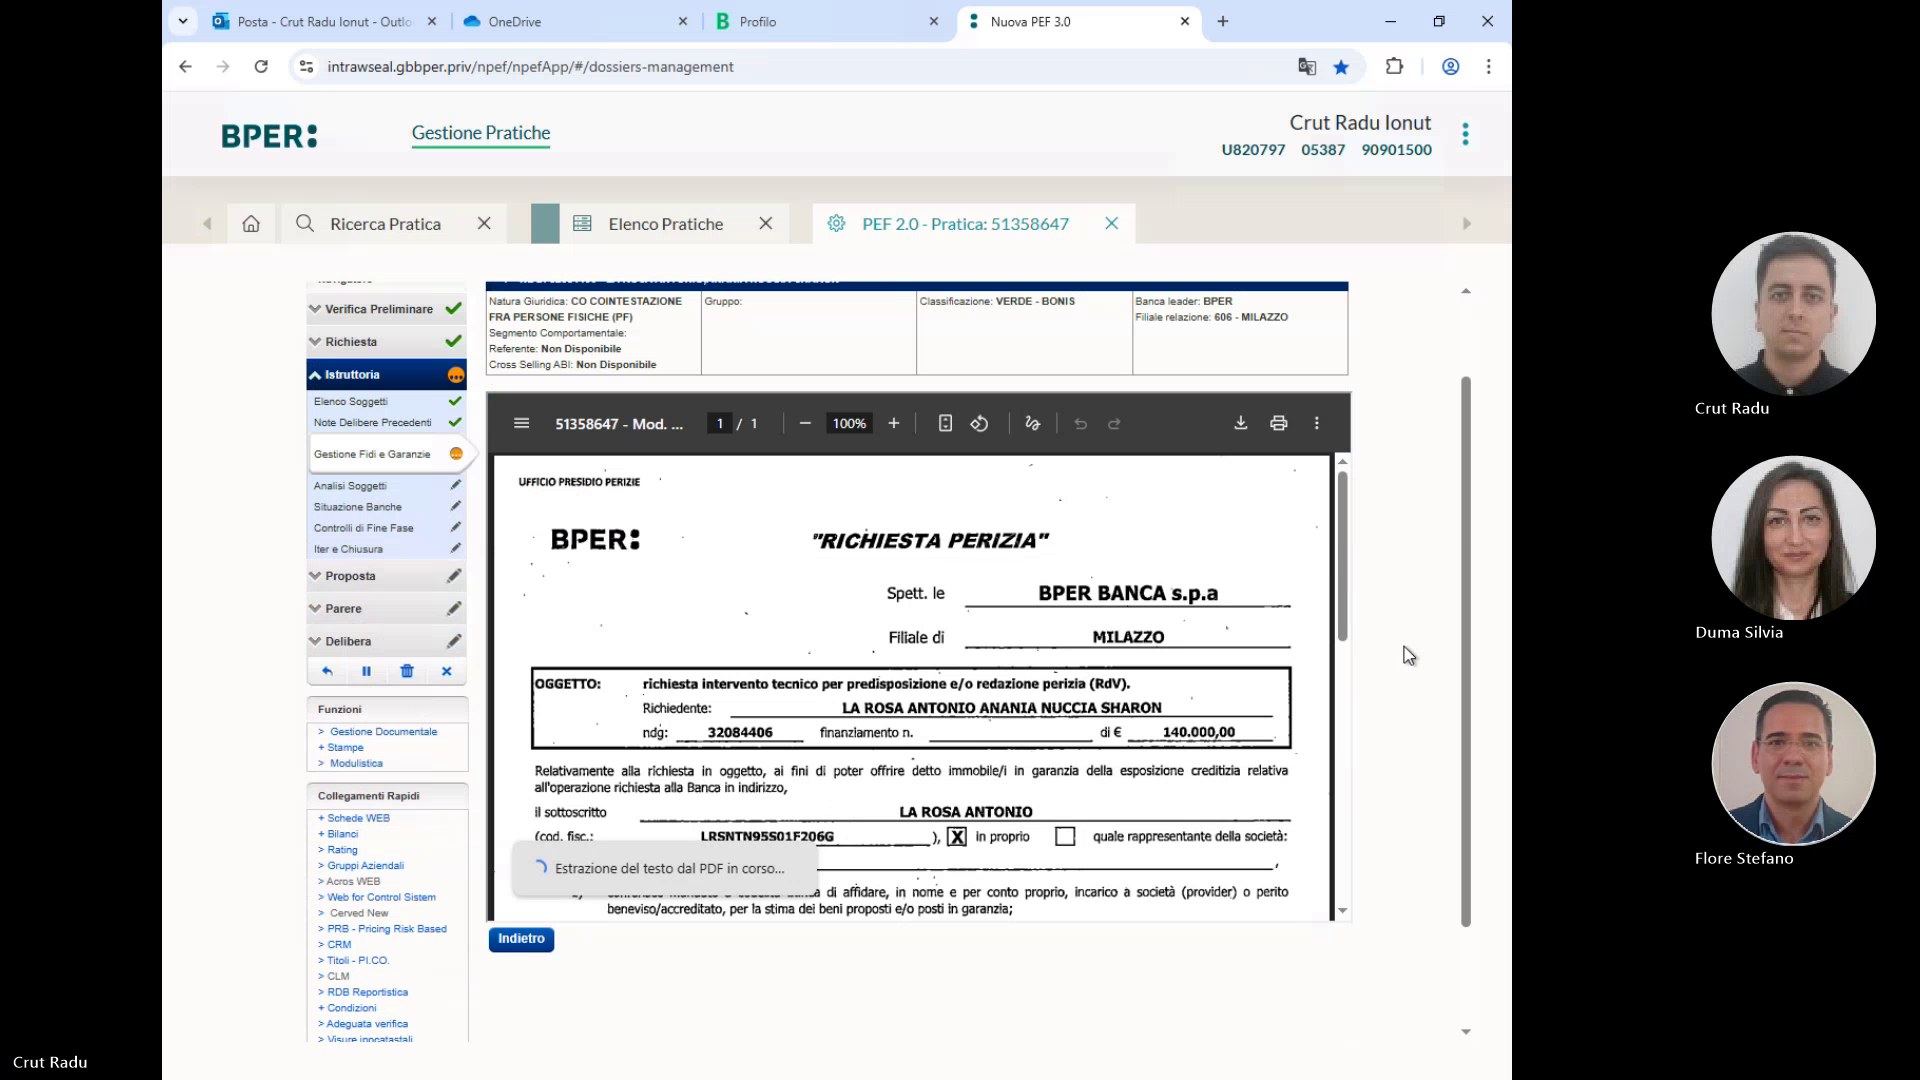 Posta - Crut Radu Ionut - Outlo
OneDrive
Profilo
Nuova PEF 3.0
intrawseal.gbbper.priv/npef/npefApp/#/dossiers-management
BPER:
Gestione Pratiche
Crut Radu Ionut
U820797 05387 90901500
Ricerca Pratica
Elenco Pratiche
PEF 2.0 - Pratica: 51358647
Verifica Preliminare
Richiesta
Istruttoria
Elenco Soggetti
Note Delibere Precedenti
Gestione Fidi e Garanzie
Analisi Soggetti
Situazione Banche
Controlli di Fine Fase
Iter e Chiusura
Proposta
Parere
Delibera
Funzioni
> Gestione Documentale
+ Stampe
> Modulistica
Collegamenti Rapidi
+ Schede WEB
+ Bilanci
> Rating
> Gruppi Aziendali
> Acros WEB
> Web for Control Sistem
> Cerved New
> PRB - Pricing Risk Based
> CRM
> Titoli - PI.CO.
> CLM
> RDB Reportistica
+ Condizioni
> Adeguata verifica
> Visure ipocatastali
Natura Giuridica: CO COINTESTAZIONE
FRA PERSONE FISICHE (PF)
Segmento Comportamentale:
Referente: Non Disponibile
Cross Selling ABI: Non Disponibile
Gruppo:
Classificazione: VERDE - BONIS
Banca leader: BPER
Filiale relazione: 606 - MILAZZO
51358647 - Mod. ...
1 / 1
100%
UFFICIO PRESIDIO PERIZIE
BPER:
"RICHIESTA PERIZIA"
Spett. le BPER BANCA s.p.a
Filiale di MILAZZO
OGGETTO: richiesta intervento tecnico per predisposizione e/o redazione perizia (RdV).
Richiedente: LA ROSA ANTONIO ANANIA NUCCIA SHARON
ndg: 32084406 finanziamento n. di € 140.000,00
Relativamente alla richiesta in oggetto, ai fini di poter offrire detto immobile/i in garanzia della esposizione creditizia relativa
all'operazione richiesta alla Banca in indirizzo,
il sottoscritto LA ROSA ANTONIO
(cod. fisc.: LRSNTN95S01F206G ), X in proprio quale rappresentante della società:
Estrazione del testo dal PDF in corso...
di affidare, in nome e per conto proprio, incarico a società (provider) o perito
beneviso/accreditato, per la stima dei beni proposti e/o posti in garanzia;
Indietro
Crut Radu
Duma Silvia
Flore Stefano
Crut Radu